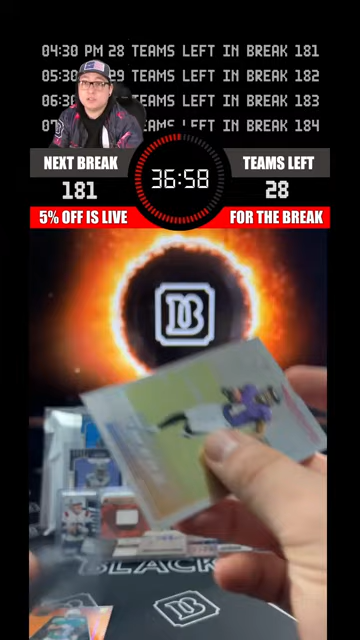 04:30 PM 28 TEAMS LEFT IN BREAK 181
05:30 29 TEAMS LEFT IN BREAK 182
06:30 TEAMS LEFT IN BREAK 183
TEAMS LEFT IN BREAK 184
NEXT BREAK
181
36:58
TEAMS LEFT
28
5% OFF IS LIVE
FOR THE BREAK
DB
BLACK
DB